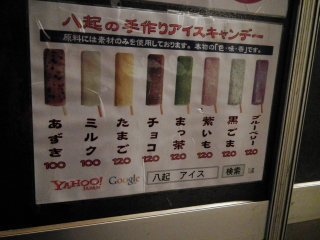 八起の手作りアイスキャンデー
原料には素材のみを使用しております。本物の「色・味・香」です。
あずき
100
ミルク
100
たまご
120
チョコ
120
まっ茶
120
紫いも
120
黒ごま
120
ブルーベリー
120
YAHOO!
JAPAN
Google
八起 アイス
検索